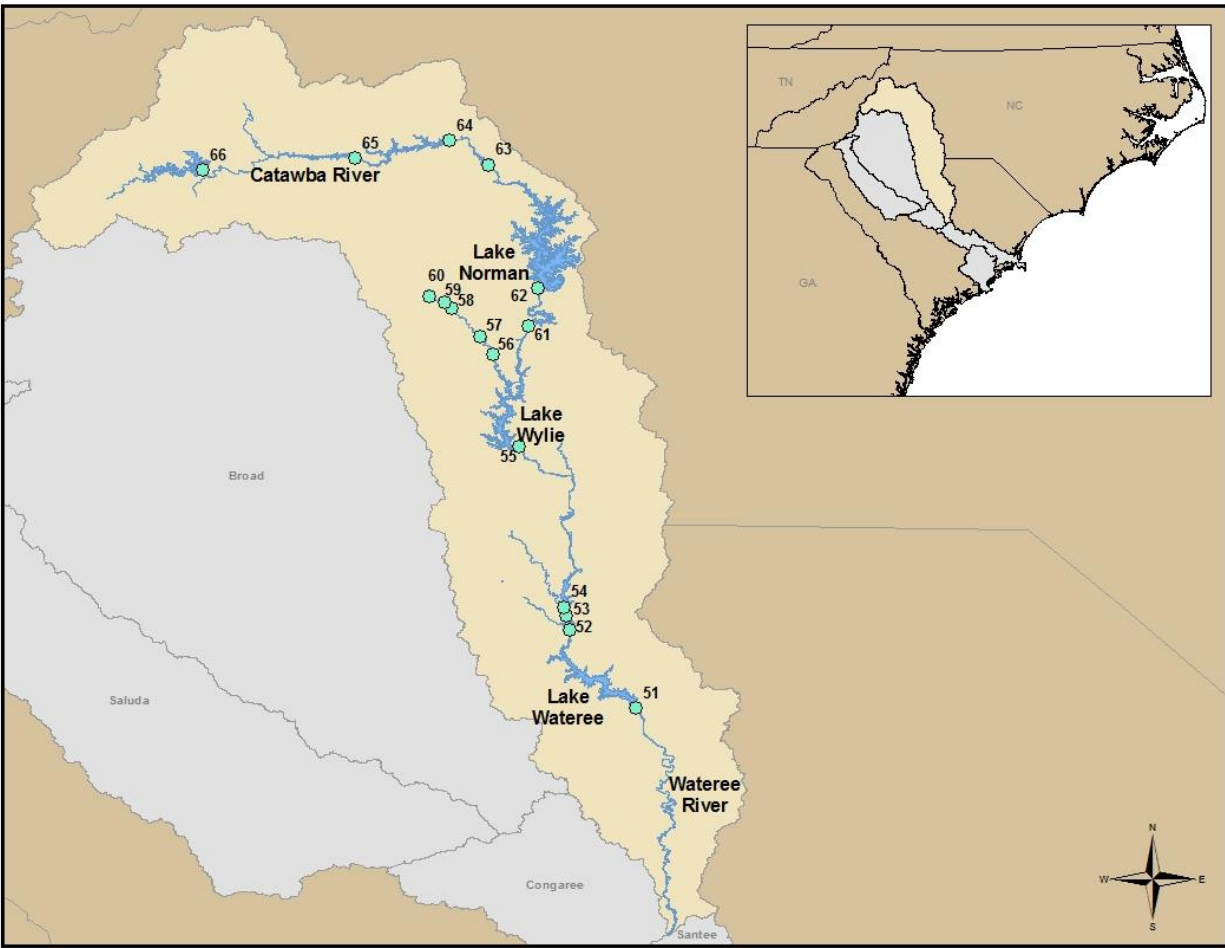 TN
NC
GA
64
65
63
66
Catawba River
Lake
Norman
60
59
58
62
57
61
56
Lake
Wylie
55
Broad
54
53
52
51
Lake
Wateree
Saluda
Wateree
River
Congaree
Santee
N
W
E
S